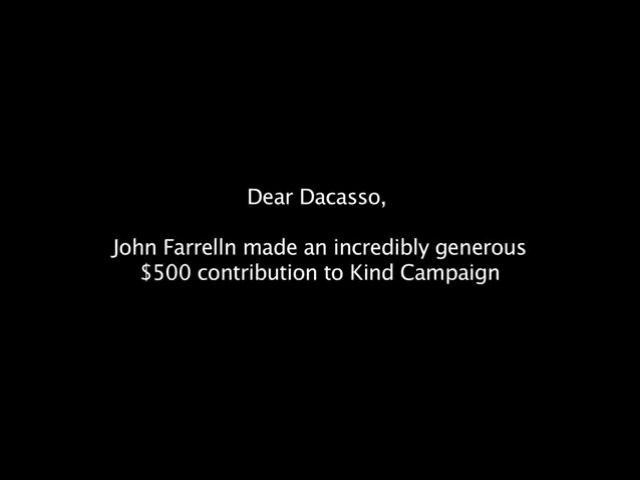 Dear Dacasso,
John Farrelln made an incredibly generous
$500 contribution to Kind Campaign